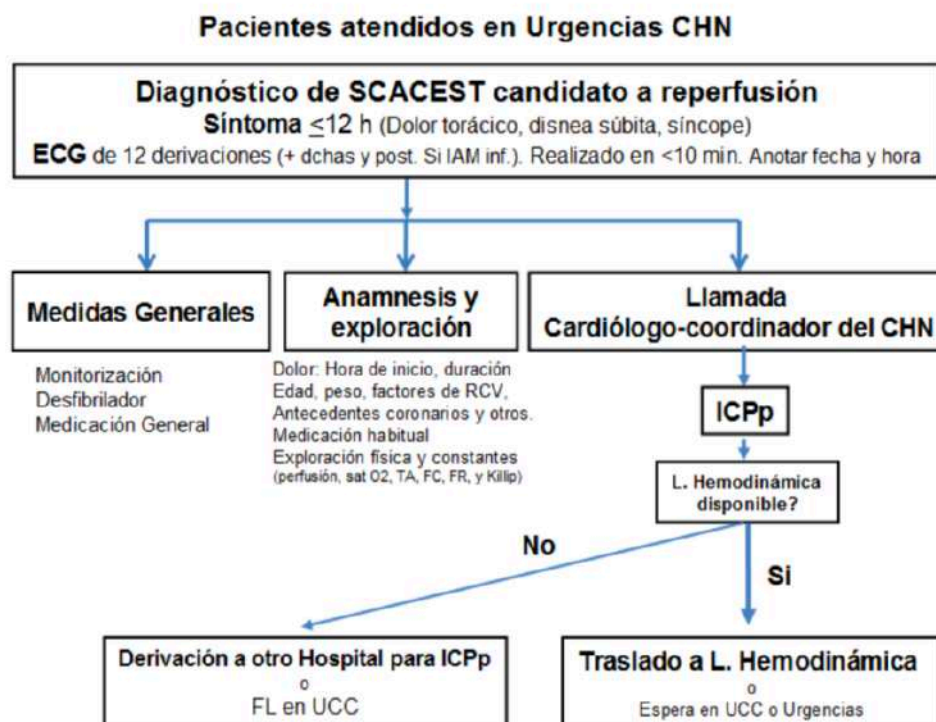 Pacientes atendidos en Urgencias CHN
Diagnóstico de SCACEST candidato a reperfusión
Síntoma ≤12 h (Dolor torácico, disnea súbita, síncope)
ECG de 12 derivaciones (+ dchas y post. Si IAM inf.). Realizado en <10 min. Anotar fecha y hora
Medidas Generales
Monitorización
Desfibrilador
Medicación General
Anamnesis y
exploración
Dolor: Hora de inicio, duración
Edad, peso, factores de RCV,
Antecedentes coronarios y otros.
Medicación habitual
Exploración física y constantes
(perfusión, sat O2, TA, FC, FR, y Killip)
Llamada
Cardiólogo-coordinador del CHN
ICPp
L. Hemodinámica
disponible?
No
Si
Derivación a otro Hospital para ICPp
o
FL en UCC
Traslado a L. Hemodinámica
o
Espera en UCC o Urgencias